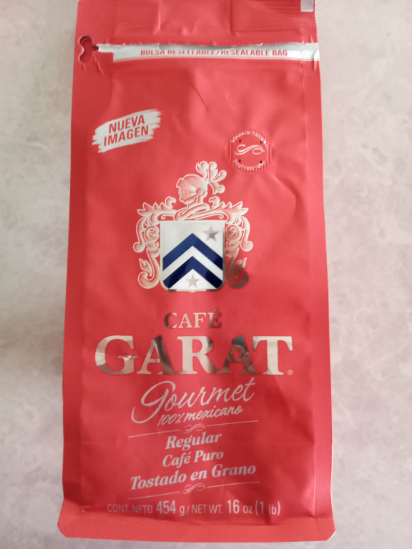 BOLSA RESELLABLE/RESEALABLE BAG
NUEVA
IMAGEN
CAFÉ
GARAT®
Gourmet
100% mexicano
Regular
Café Puro
Tostado en Grano
CONT. NETO 454 g/NET WT. 16 oz (1 lb)